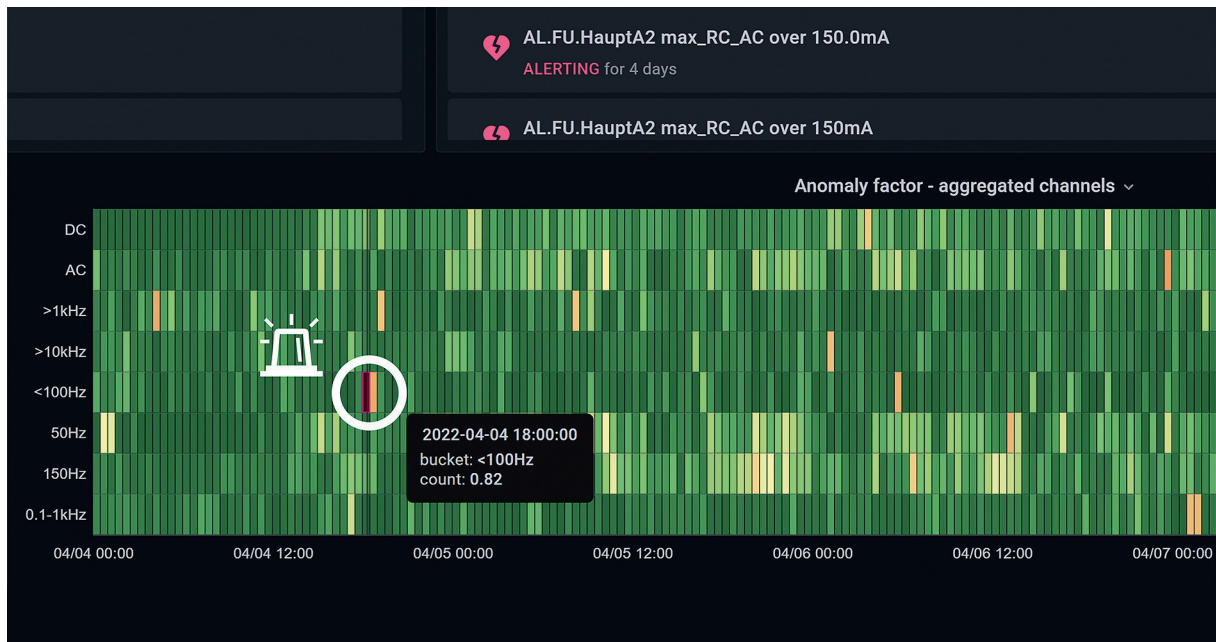 AL.FU.HauptA2 max_RC_AC over 150.0mA
ALERTING for 4 days
AL.FU.HauptA2 max_RC_AC over 150mA
Anomaly factor - aggregated channels
DC
AC
>1kHz
>10kHz
<100Hz
50Hz
150Hz
0.1-1kHz
2022-04-04 18:00:00
bucket: <100Hz
count: 0.82
04/04 00:00 04/04 12:00 04/05 00:00 04/05 12:00 04/06 00:00 04/06 12:00 04/07 00:00